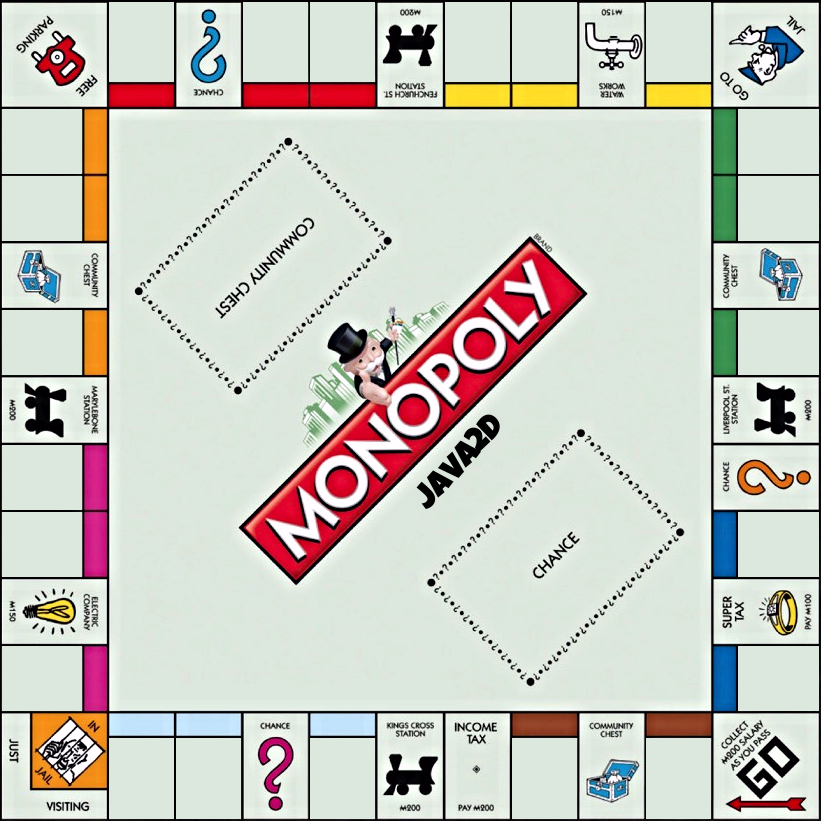 FREE
PARKING
?
CHANCE
M200
FENCHURCH ST.
STATION
M150
WATER
WORKS
GO TO
JAIL
COMMUNITY
CHEST
MARYLEBONE
STATION
M200
ELECTRIC
COMPANY
M150
COMMUNITY CHEST
BRAND
MONOPOLY
JAVA2D
CHANCE
COMMUNITY
CHEST
LIVERPOOL ST.
STATION
M200
CHANCE
?
SUPER
TAX
PAY M100
JUST
VISITING
IN
JAIL
CHANCE
?
KINGS CROSS
STATION
M200
INCOME
TAX
PAY M200
COMMUNITY
CHEST
COLLECT
M200 SALARY
AS YOU PASS
GO